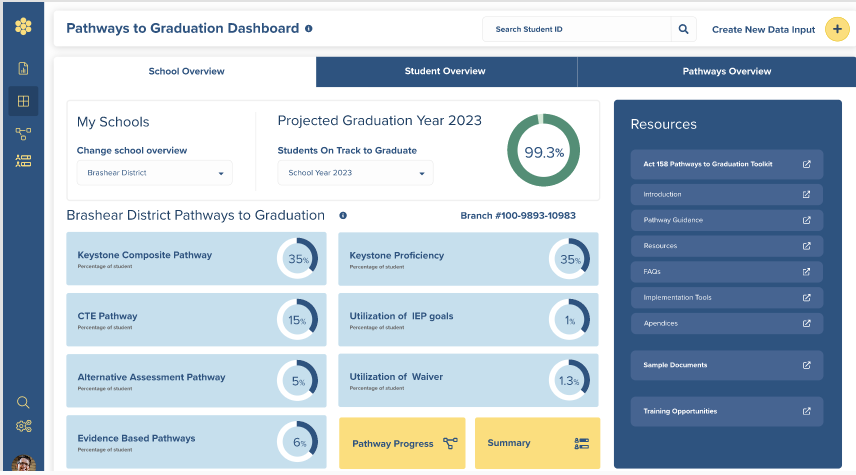 Pathways to Graduation Dashboard
Search Student ID
Create New Data Input
School Overview
Student Overview
Pathways Overview
My Schools
Change school overview
Brashear District
Projected Graduation Year 2023
Students On Track to Graduate
School Year 2023
99.3%
Brashear District Pathways to Graduation
Branch #100-9893-10983
Keystone Composite Pathway
Percentage of student
35%
Keystone Proficiency
Percentage of student
35%
CTE Pathway
Percentage of student
15%
Utilization of IEP goals
Percentage of student
1%
Alternative Assessment Pathway
Percentage of student
5%
Utilization of Waiver
Percentage of student
1.3%
Evidence Based Pathways
Percentage of student
6%
Pathway Progress
Summary
Resources
Act 158 Pathways to Graduation Toolkit
Introduction
Pathway Guidance
Resources
FAQs
Implementation Tools
Apendices
Sample Documents
Training Opportunities